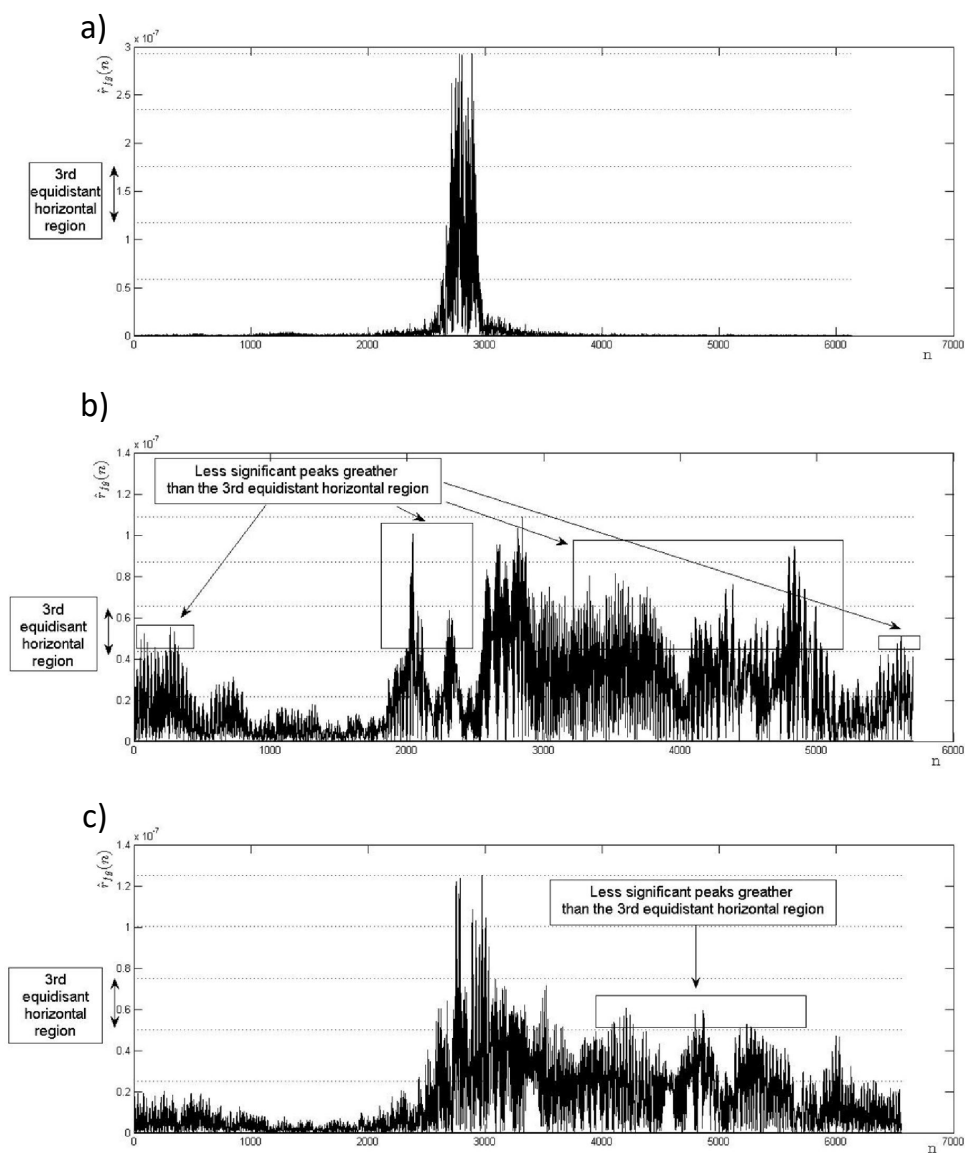 a)
x 10⁻⁷
3
2.5
2
1.5
1
0.5
0
r̂fg(n)
3rd
equidistant
horizontal
region
0 1000 2000 3000 4000 5000 6000 7000
n
b)
x 10⁻⁷
1.4
1.2
1
0.8
0.6
0.4
0.2
0
r̂fg(n)
Less significant peaks greather
than the 3rd equidistant horizontal region
3rd
equidisant
horizontal
region
0 1000 2000 3000 4000 5000 6000
n
c)
x 10⁻⁷
1.4
1.2
1
0.8
0.6
0.4
0.2
0
r̂fg(n)
Less significant peaks greather
than the 3rd equidistant horizontal region
3rd
equidisant
horizontal
region
0 1000 2000 3000 4000 5000 6000 7000
n